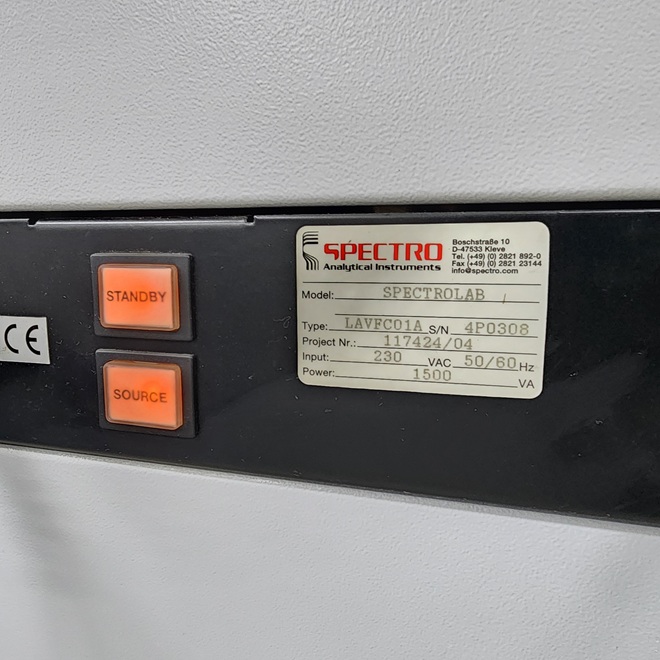 CE
STANDBY
SOURCE
SPECTRO
Analytical Instruments
Boschstraße 10
D-47533 Kleve
Tel. (+49) (0) 2821 892-0
Fax (+49) (0) 2821 23144
info@spectro.com
Model: SPECTROLAB
Type: LAVFC01A S/N 4P0308
Project Nr.: 117424/04
Input: 230 VAC 50/60 Hz
Power: 1500 VA